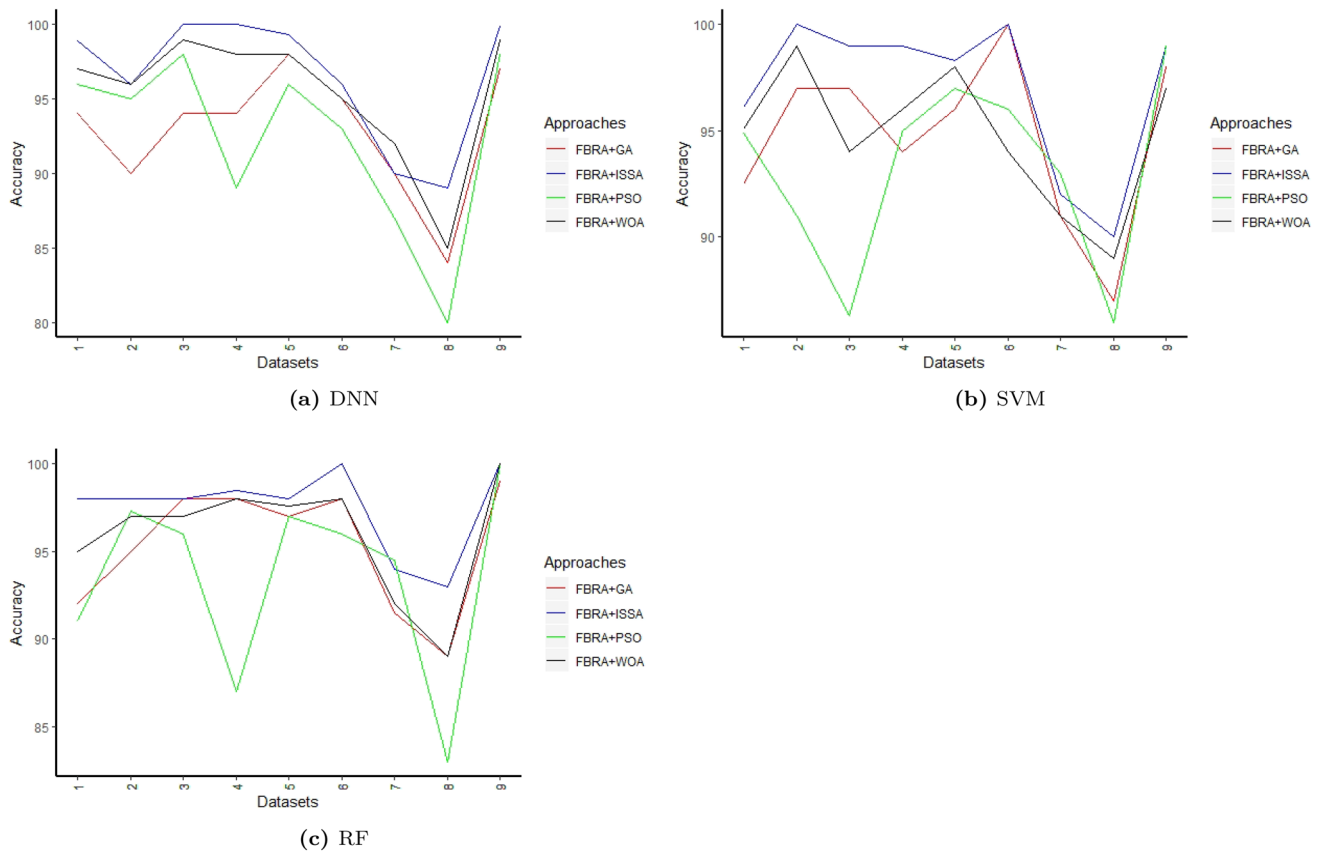 100
95
90
85
80
Accuracy
1 2 3 4 5 6 7 8 9
Datasets
Approaches
FBRA+GA
FBRA+ISSA
FBRA+PSO
FBRA+WOA
(a) DNN
100
95
90
Accuracy
1 2 3 4 5 6 7 8 9
Datasets
Approaches
FBRA+GA
FBRA+ISSA
FBRA+PSO
FBRA+WOA
(b) SVM
100
95
90
85
Accuracy
1 2 3 4 5 6 7 8 9
Datasets
Approaches
FBRA+GA
FBRA+ISSA
FBRA+PSO
FBRA+WOA
(c) RF